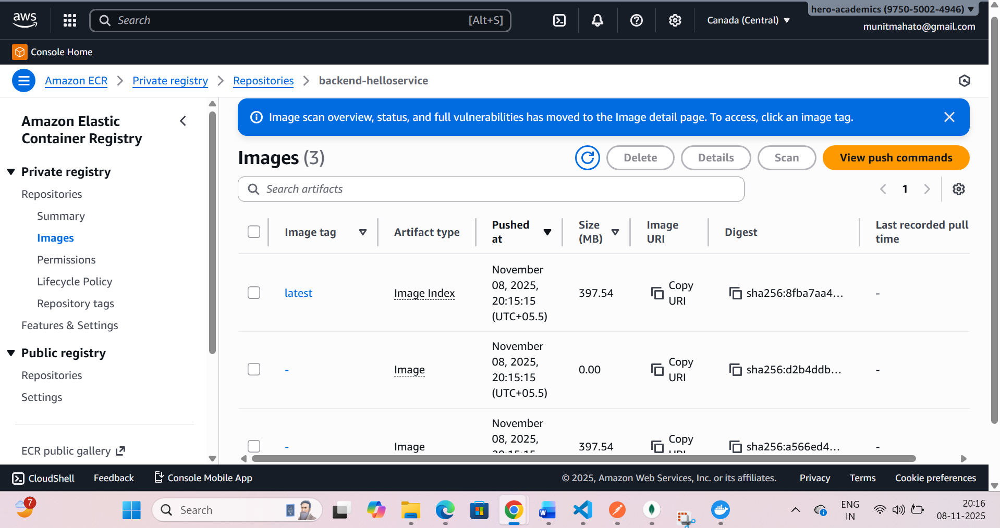 aws
Search
[Alt+S]
Canada (Central)
hero-academics (9750-5002-4946)
munitmahato@gmail.com
Console Home
Amazon ECR
Private registry
Repositories
backend-helloservice
Amazon Elastic
Container Registry
Private registry
Repositories
Summary
Images
Permissions
Lifecycle Policy
Repository tags
Features & Settings
Public registry
Repositories
Settings
ECR public gallery
Image scan overview, status, and full vulnerabilities has moved to the Image detail page. To access, click an image tag.
Images (3)
Delete
Details
Scan
View push commands
Search artifacts
1
Image tag
Artifact type
Pushed
at
Size
(MB)
Image
URI
Digest
Last recorded pull
time
latest
Image Index
November
08, 2025,
20:15:15
(UTC+05.5)
397.54
Copy
URI
sha256:8fba7aa4...
-
-
Image
November
08, 2025,
20:15:15
(UTC+05.5)
0.00
Copy
URI
sha256:d2b4ddb...
-
-
Image
November
08, 2025,
20:15:15
397.54
Copy
URI
sha256:a566ed4...
-
CloudShell
Feedback
Console Mobile App
© 2025, Amazon Web Services, Inc. or its affiliates.
Privacy
Terms
Cookie preferences
7
Search
ENG
IN
20:16
08-11-2025